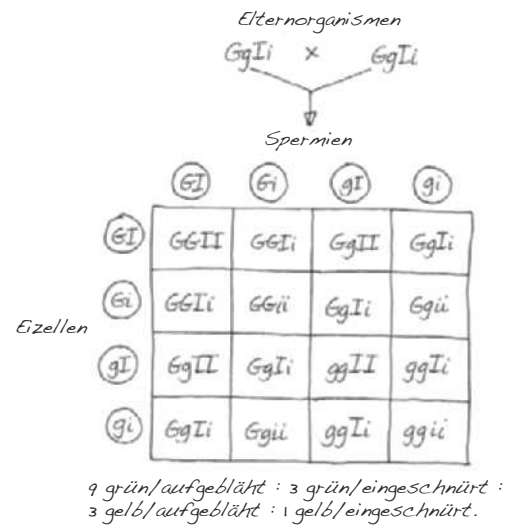 Elternorganismen
GgIi × GgIi
Spermien
GI Gi gI gi
GI GGII GGIi GgII GgIi
Gi GGIi GGii GgIi Ggii
Eizellen
gI GgII GgIi ggII ggIi
gi GgIi Ggii ggIi ggii
9 grün/aufgebläht : 3 grün/eingeschnürt :
3 gelb/aufgebläht : 1 gelb/eingeschnürt.